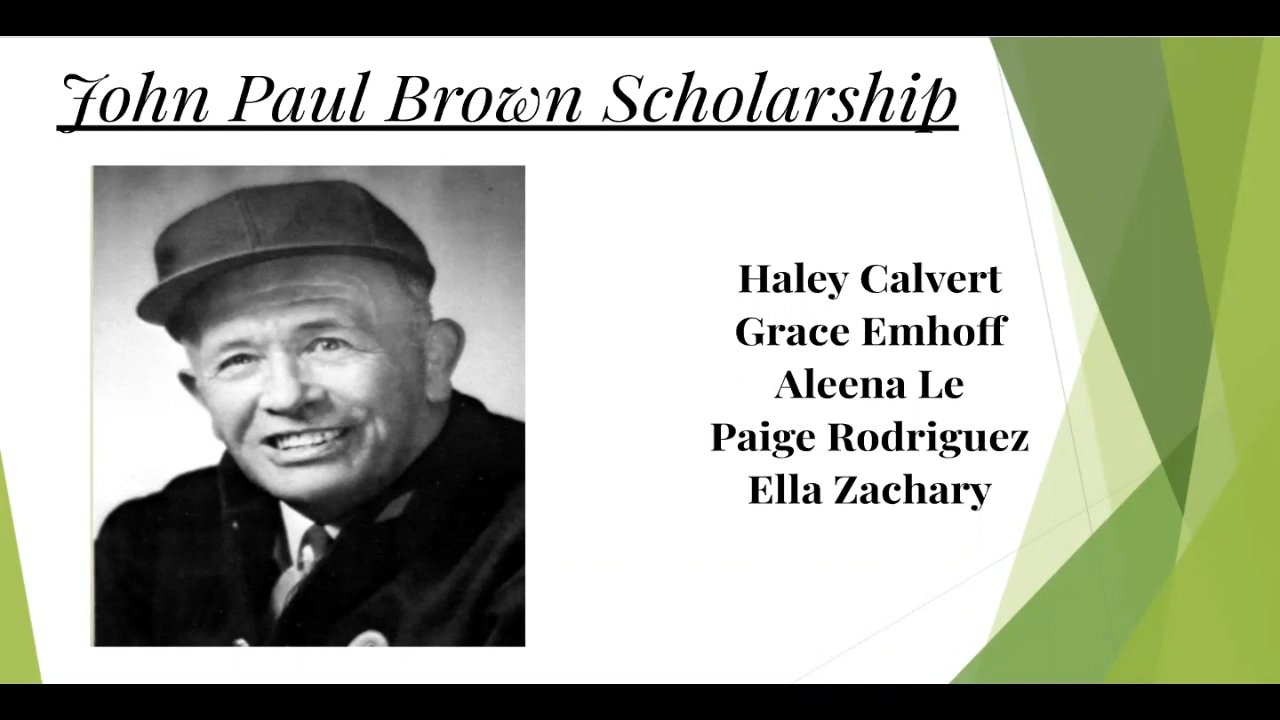 John Paul Brown Scholarship
Haley Calvert
Grace Emhoff
Aleena Le
Paige Rodriguez
Ella Zachary